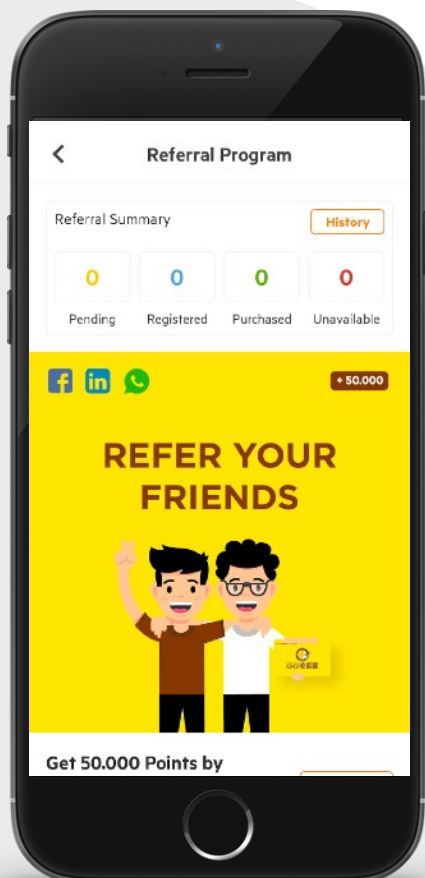 Referral Program
Referral Summary
History
0 0 0 0
Pending Registered Purchased Unavailable
+ 50.000
REFER YOUR
FRIENDS
Get 50.000 Points by